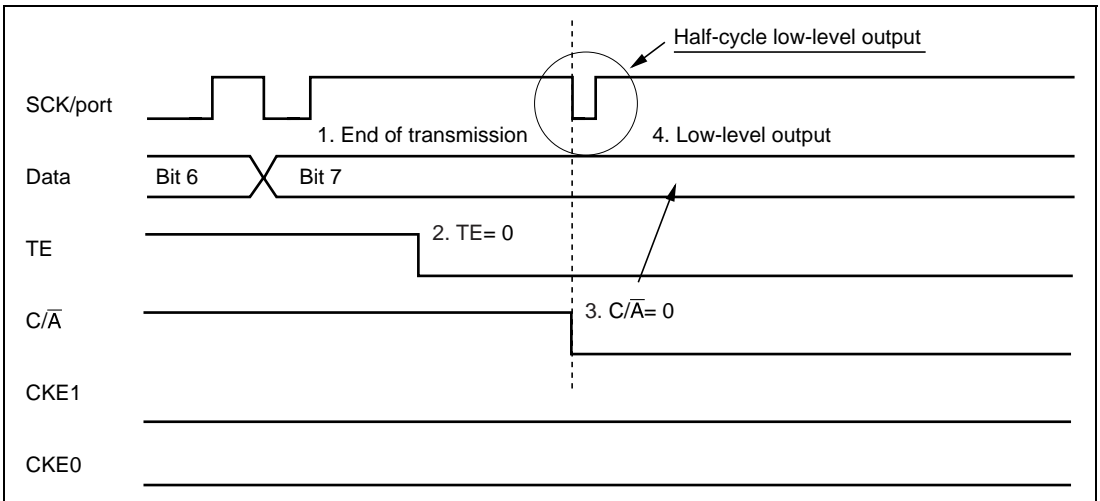 Half-cycle low-level output
SCK/port
1. End of transmission
4. Low-level output
Data
Bit 6
Bit 7
TE
2. TE= 0
C/A̅
3. C/A̅= 0
CKE1
CKE0